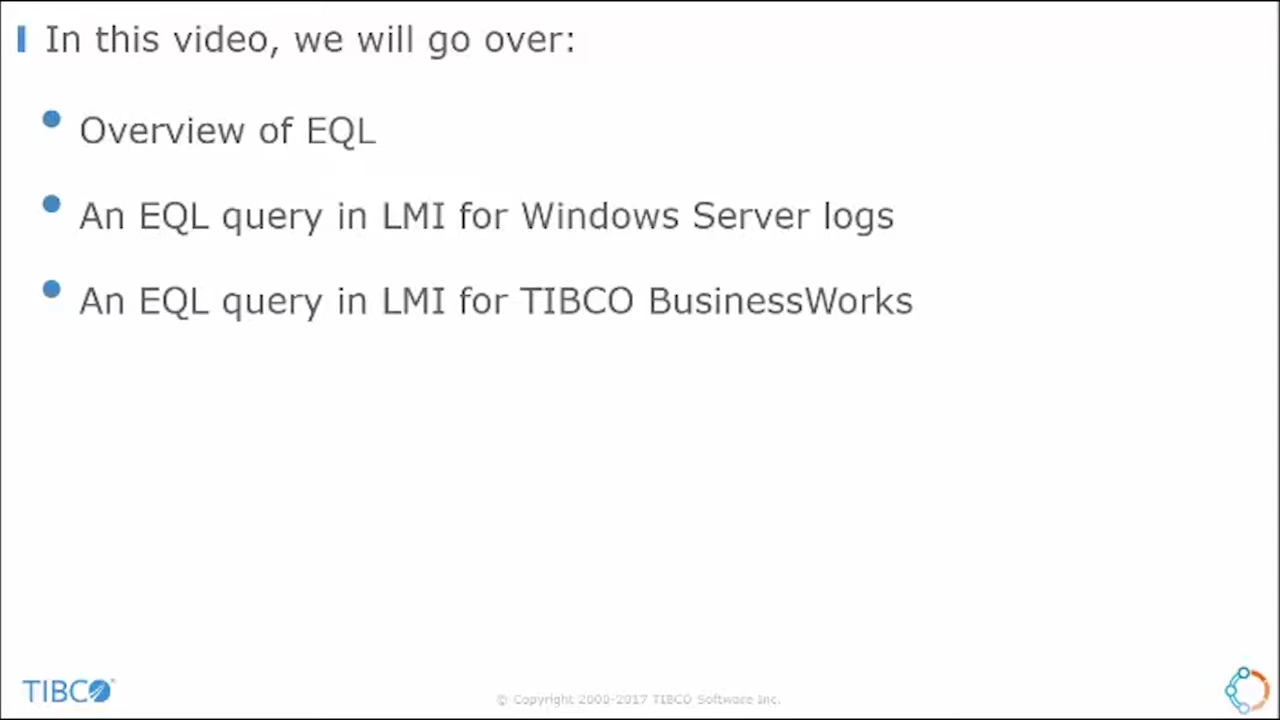 In this video, we will go over:
Overview of EQL
An EQL query in LMI for Windows Server logs
An EQL query in LMI for TIBCO BusinessWorks
TIBCO
© Copyright 2000-2017 TIBCO Software Inc.